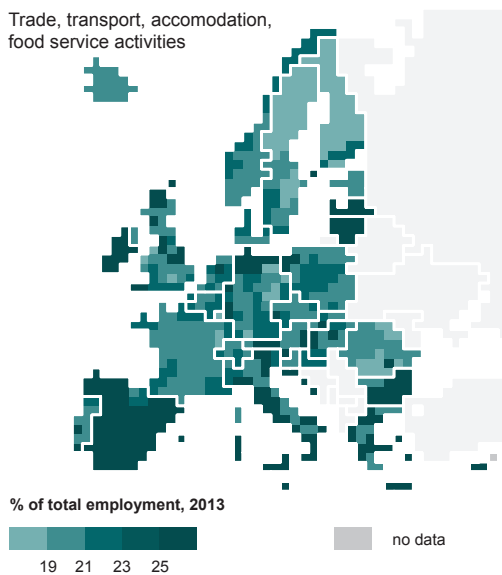 Trade, transport, accomodation,
food service activities
% of total employment, 2013
no data
19 21 23 25